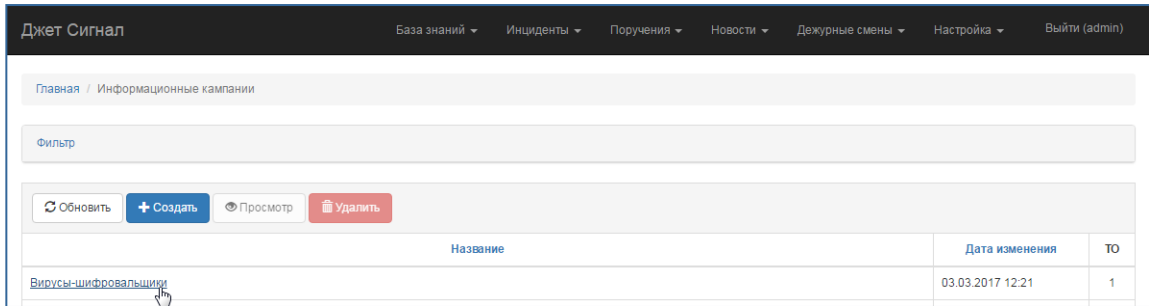 Джет Сигнал База знаний Инциденты Поручения Новости Дежурные смены Настройка Выйти (admin)
Главная / Информационные кампании
Фильтр
Обновить + Создать Просмотр Удалить
Название Дата изменения ТО
Вирусы-шифровальщики 03.03.2017 12:21 1